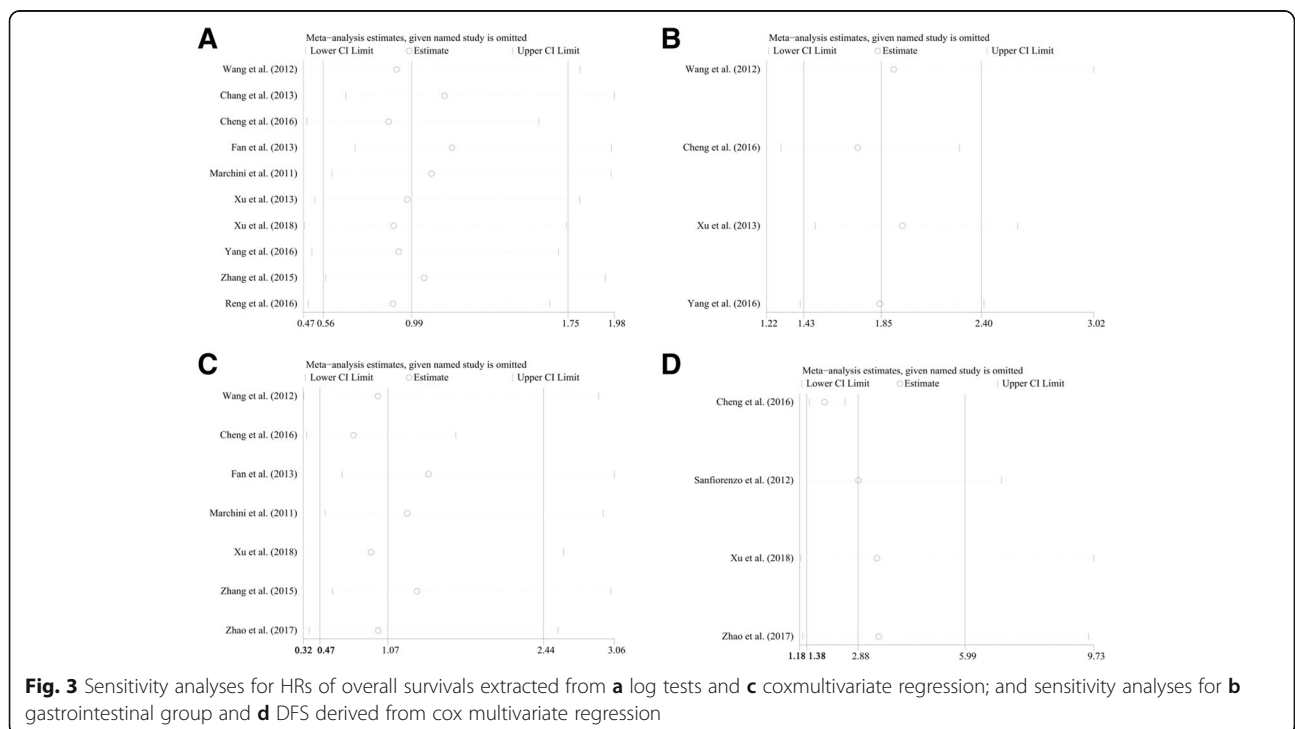 A
Meta-analysis estimates, given named study is omitted
Lower CI Limit Estimate Upper CI Limit
Wang et al. (2012)
Chang et al. (2013)
Cheng et al. (2016)
Fan et al. (2013)
Marchini et al. (2011)
Xu et al. (2013)
Xu et al. (2018)
Yang et al. (2016)
Zhang et al. (2015)
Reng et al. (2016)
0.47 0.56 0.99 1.75 1.98
B
Meta-analysis estimates, given named study is omitted
Lower CI Limit Estimate Upper CI Limit
Wang et al. (2012)
Cheng et al. (2016)
Xu et al. (2013)
Yang et al. (2016)
1.22 1.43 1.85 2.40 3.02
C
Meta-analysis estimates, given named study is omitted
Lower CI Limit Estimate Upper CI Limit
Wang et al. (2012)
Cheng et al. (2016)
Fan et al. (2013)
Marchini et al. (2011)
Xu et al. (2018)
Zhang et al. (2015)
Zhao et al. (2017)
0.32 0.47 1.07 2.44 3.06
D
Meta-analysis estimates, given named study is omitted
Lower CI Limit Estimate Upper CI Limit
Cheng et al. (2016)
Sanfiorenzo et al. (2012)
Xu et al. (2018)
Zhao et al. (2017)
1.18 1.38 2.88 5.99 9.73
Fig. 3 Sensitivity analyses for HRs of overall survivals extracted from a log tests and c coxmultivariate regression; and sensitivity analyses for b
gastrointestinal group and d DFS derived from cox multivariate regression